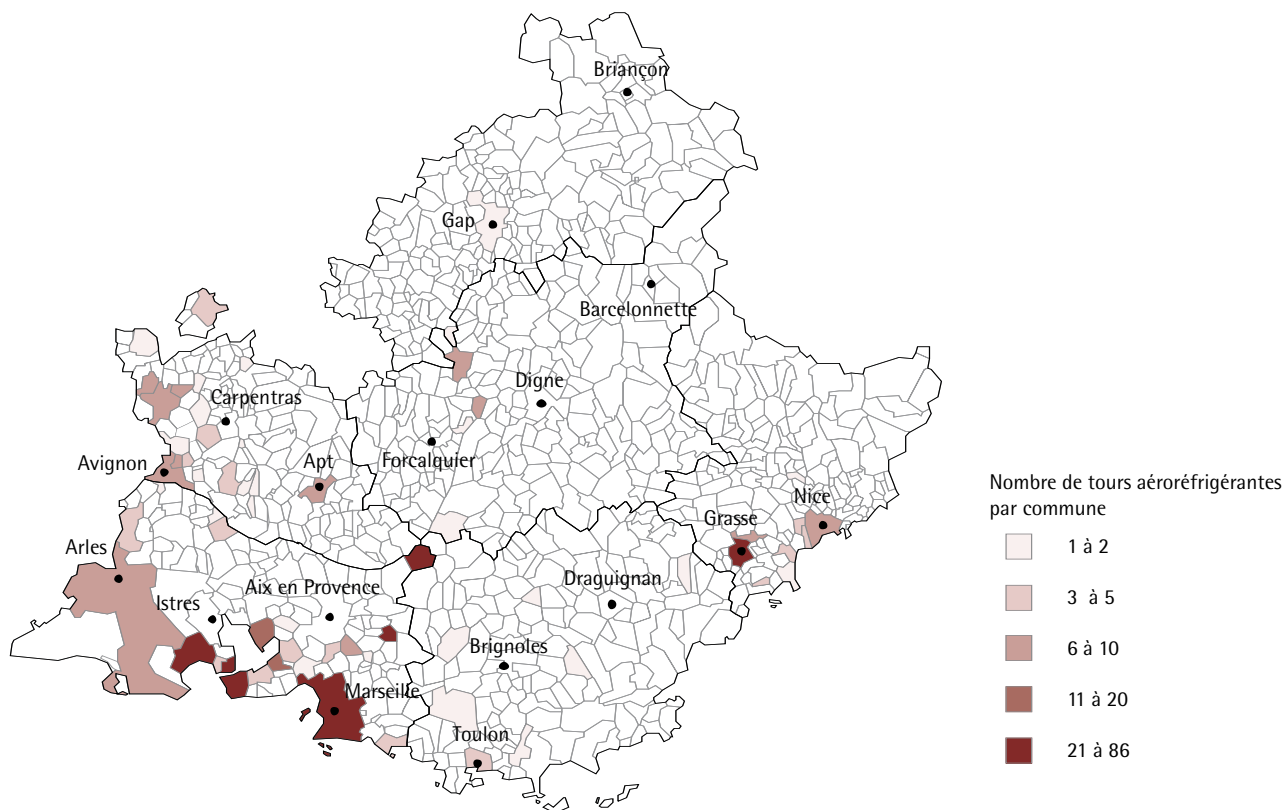 Briançon
Gap
Barcelonnette
Digne
Carpentras
Forcalquier
Avignon
Apt
Nice
Grasse
Arles
Draguignan
Aix en Provence
Istres
Brignoles
Marseille
Toulon
Nombre de tours aéroréfrigérantes
par commune
1 à 2
3 à 5
6 à 10
11 à 20
21 à 86